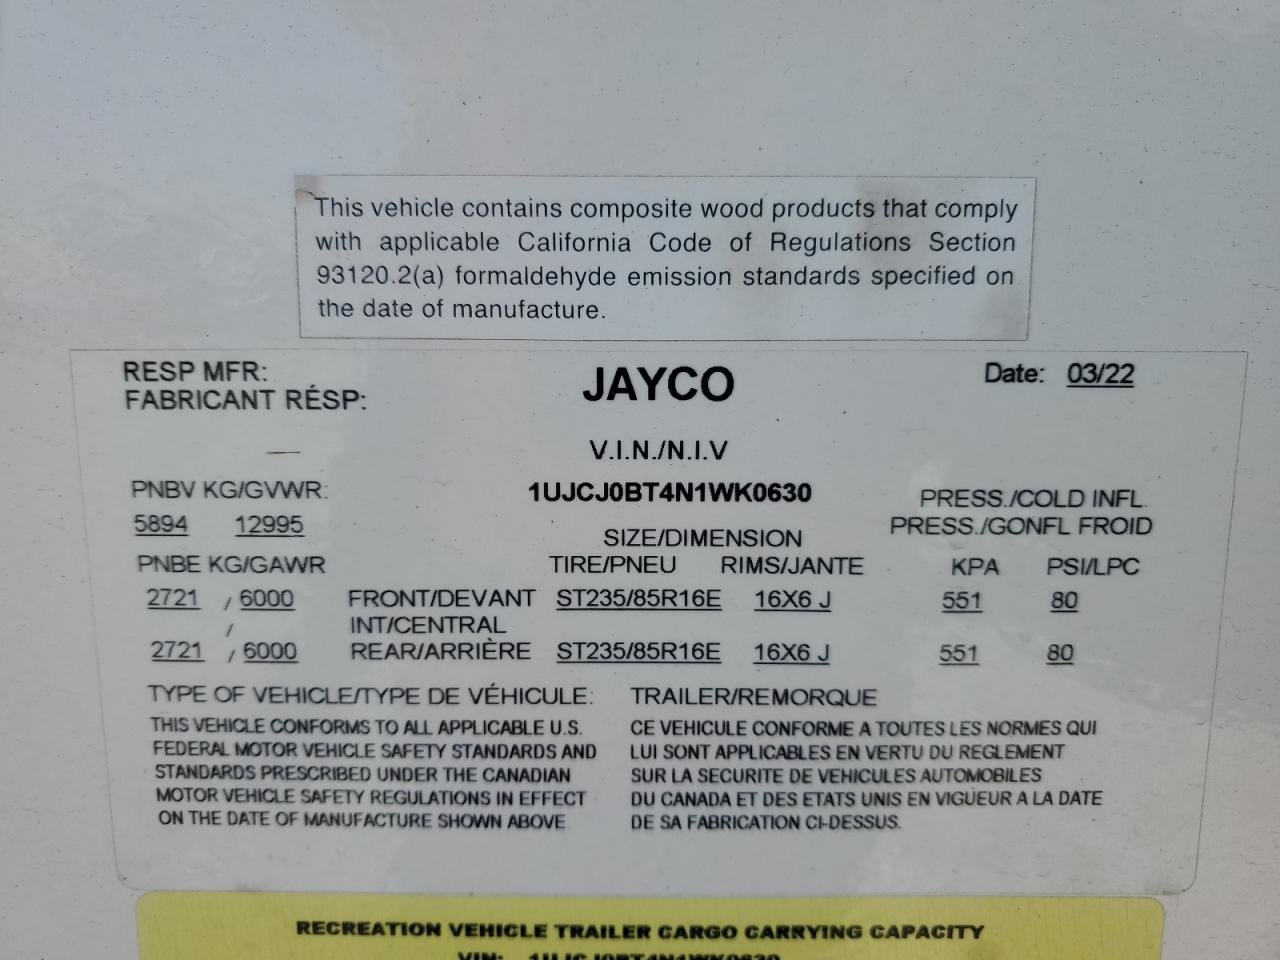 This vehicle contains composite wood products that comply
with applicable California Code of Regulations Section
93120.2(a) formaldehyde emission standards specified on
the date of manufacture.
RESP MFR: JAYCO Date: 03/22
FABRICANT RÉSP:
V.I.N./N.I.V
PNBV KG/GVWR: 1UJCJ0BT4N1WK0630 PRESS./COLD INFL.
5894 12995 SIZE/DIMENSION PRESS./GONFL FROID
PNBE KG/GAWR TIRE/PNEU RIMS/JANTE KPA PSI/LPC
2721 / 6000 FRONT/DEVANT ST235/85R16E 16X6 J 551 80
/ INT/CENTRAL
2721 / 6000 REAR/ARRIÈRE ST235/85R16E 16X6 J 551 80
TYPE OF VEHICLE/TYPE DE VÉHICULE: TRAILER/REMORQUE
THIS VEHICLE CONFORMS TO ALL APPLICABLE U.S.
FEDERAL MOTOR VEHICLE SAFETY STANDARDS AND
STANDARDS PRESCRIBED UNDER THE CANADIAN
MOTOR VEHICLE SAFETY REGULATIONS IN EFFECT
ON THE DATE OF MANUFACTURE SHOWN ABOVE
CE VEHICULE CONFORME A TOUTES LES NORMES QUI
LUI SONT APPLICABLES EN VERTU DU REGLEMENT
SUR LA SECURITE DE VEHICULES AUTOMOBILES
DU CANADA ET DES ETATS UNIS EN VIGUEUR A LA DATE
DE SA FABRICATION CI-DESSUS.
RECREATION VEHICLE TRAILER CARGO CARRYING CAPACITY
VIN: 1UJCJ0BT4N1WK0630